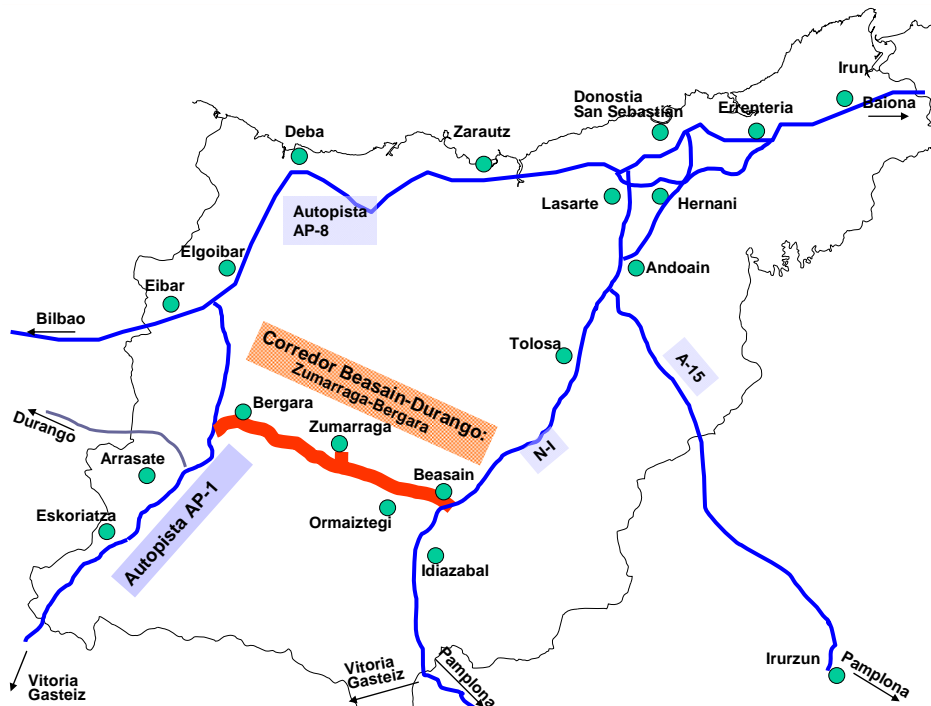 Irun
Donostia
San Sebastián
Errenteria
Baiona
Deba
Zarautz
Lasarte
Hernani
Autopista
AP-8
Elgoibar
Andoain
Eibar
Bilbao
Tolosa
Corredor Beasain-Durango:
Zumarraga-Bergara
A-15
Bergara
Durango
Zumarraga
N-I
Arrasate
Beasain
Eskoriatza
Autopista AP-1
Ormaiztegi
Idiazabal
Irurzun
Pamplona
Vitoria
Gasteiz
Pamplona
Vitoria
Gasteiz